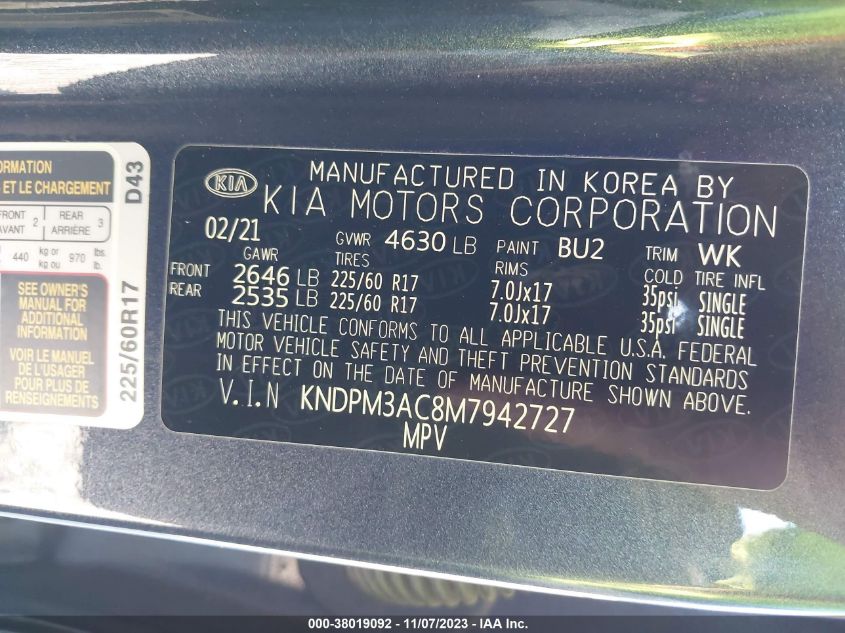 ORMATION
ET LE CHARGEMENT
FRONT 2 REAR 3
AVANT ARRIÈRE
440 kg or 970 lbs.
kg ou lb.
SEE OWNER'S
MANUAL FOR
ADDITIONAL
INFORMATION
VOIR LE MANUEL
DE L'USAGER
POUR PLUS DE
RENSEIGNEMENTS
225/60R17 D43
KIA MANUFACTURED IN KOREA BY
KIA MOTORS CORPORATION
02/21 GVWR 4630 LB PAINT BU2 TRIM WK
GAWR TIRES RIMS COLD TIRE INFL
FRONT 2646 LB 225/60 R17 7.0Jx17 35psi SINGLE
REAR 2535 LB 225/60 R17 7.0Jx17 35psi SINGLE
THIS VEHICLE CONFORMS TO ALL APPLICABLE U.S.A. FEDERAL
MOTOR VEHICLE SAFETY AND THEFT PREVENTION STANDARDS
IN EFFECT ON THE DATE OF MANUFACTURE SHOWN ABOVE.
V.I.N KNDPM3AC8M7942727
MPV
000-38019092 - 11/07/2023 - IAAI.com